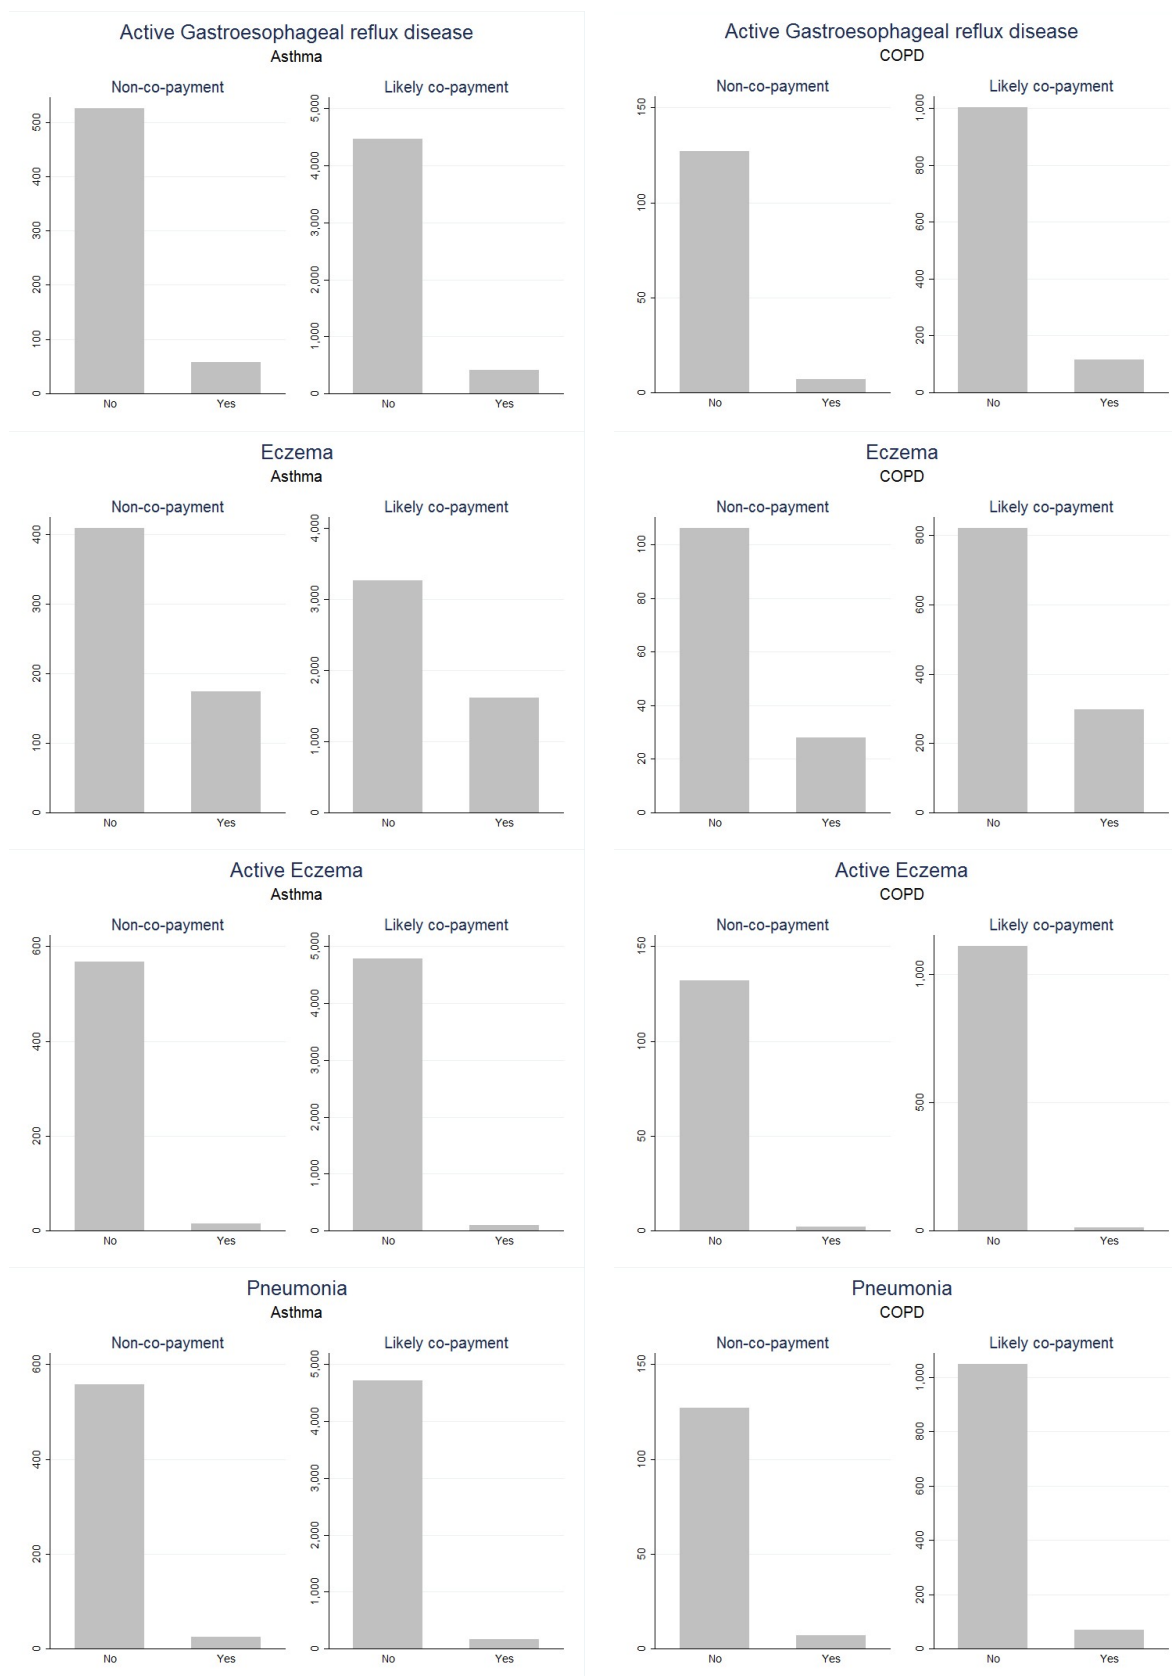 Active Gastroesophageal reflux disease
Asthma
Non-co-payment
Likely co-payment
0
100
200
300
400
500
No
Yes
0
1,000
2,000
3,000
4,000
5,000
No
Yes
Active Gastroesophageal reflux disease
COPD
Non-co-payment
Likely co-payment
0
50
100
150
No
Yes
0
200
400
600
800
1,000
No
Yes
Eczema
Asthma
Non-co-payment
Likely co-payment
0
100
200
300
400
No
Yes
0
1,000
2,000
3,000
4,000
No
Yes
Eczema
COPD
Non-co-payment
Likely co-payment
0
20
40
60
80
100
No
Yes
0
200
400
600
800
No
Yes
Active Eczema
Asthma
Non-co-payment
Likely co-payment
0
200
400
600
No
Yes
0
1,000
2,000
3,000
4,000
5,000
No
Yes
Active Eczema
COPD
Non-co-payment
Likely co-payment
0
50
100
150
No
Yes
0
500
1,000
No
Yes
Pneumonia
Asthma
Non-co-payment
Likely co-payment
0
200
400
600
No
Yes
0
1,000
2,000
3,000
4,000
5,000
No
Yes
Pneumonia
COPD
Non-co-payment
Likely co-payment
0
50
100
150
No
Yes
0
200
400
600
800
1,000
No
Yes